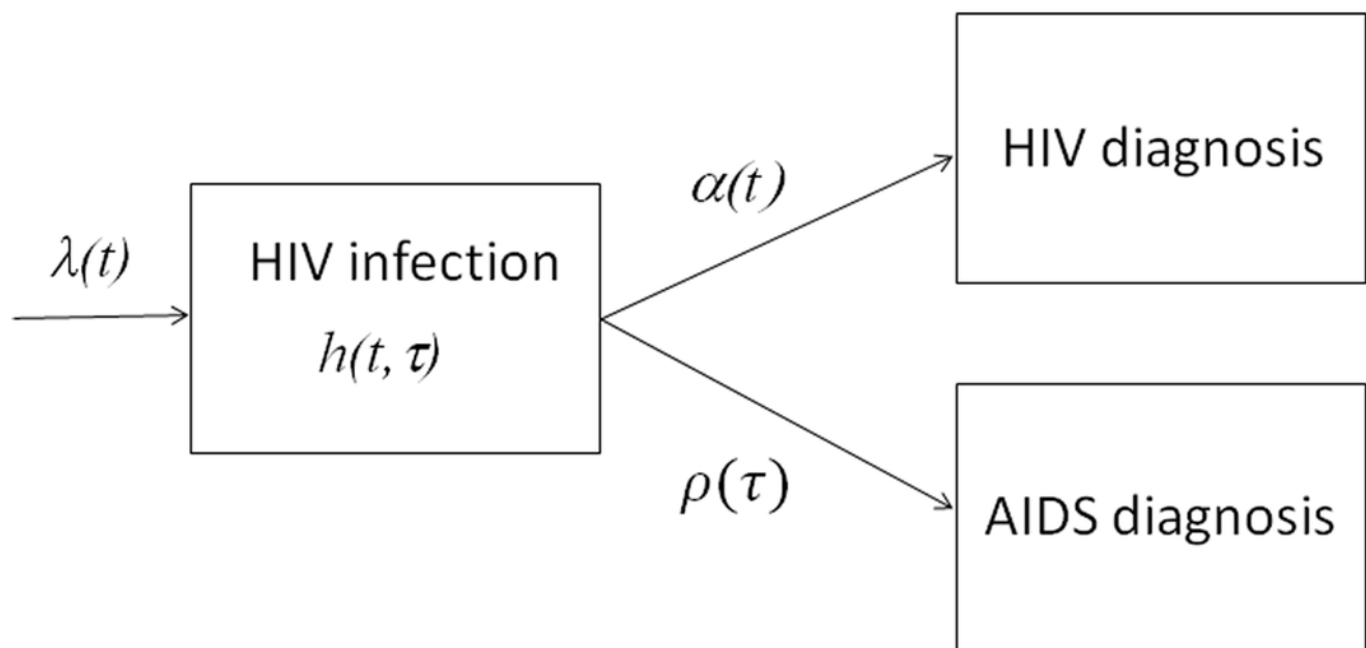 λ(t)
HIV infection
h(t, τ)
α(t)
ρ(τ)
HIV diagnosis
AIDS diagnosis